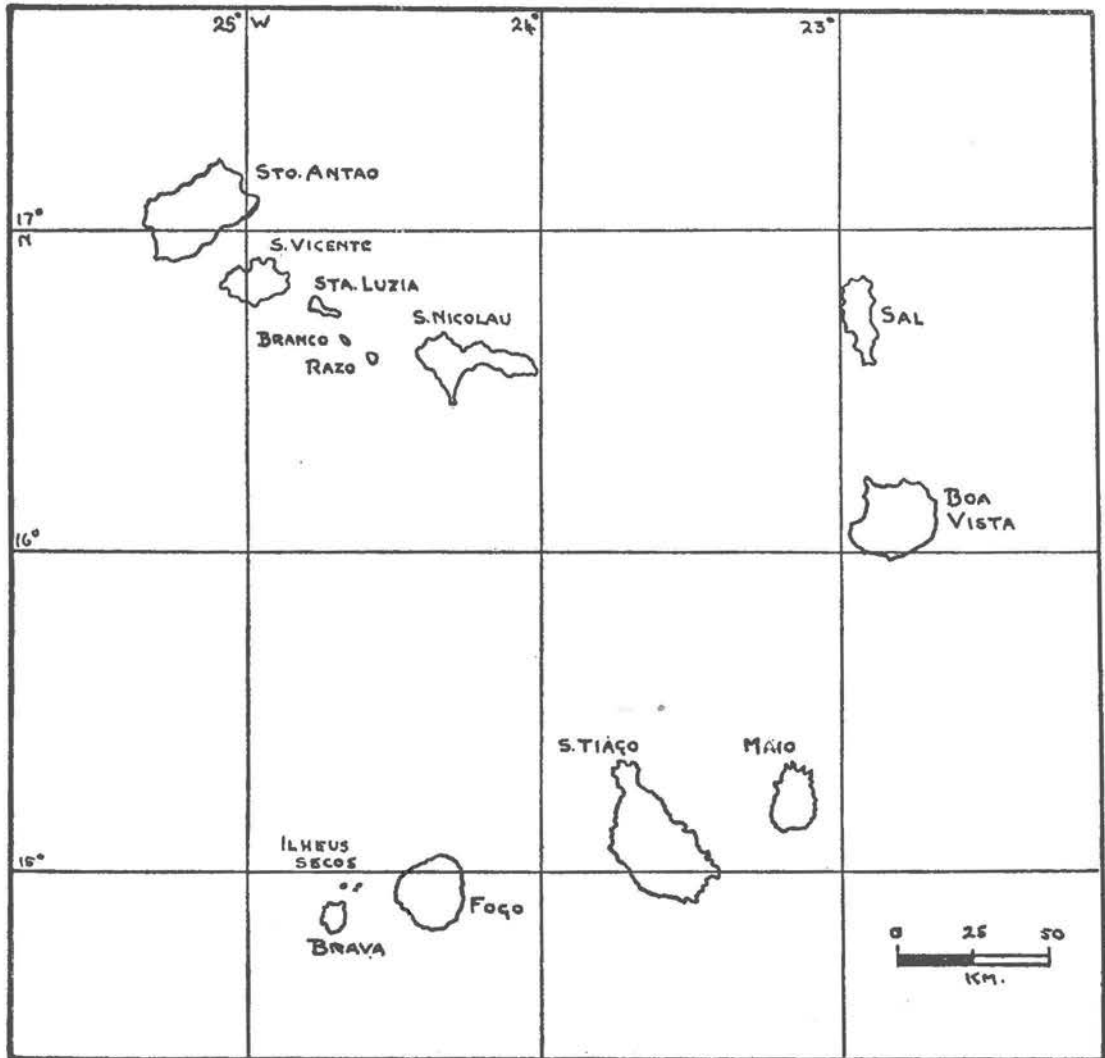 25° W
24°
23°
STO. ANTAO
17°
N
S. VICENTE
STA. LUZIA
S. NICOLAU
BRANCO
RAZO
SAL
BOA
VISTA
16°
S. TIAÇO
MAIO
ILHEUS
SECOS
15°
FOGO
BRAVA
0 25 50
KM.